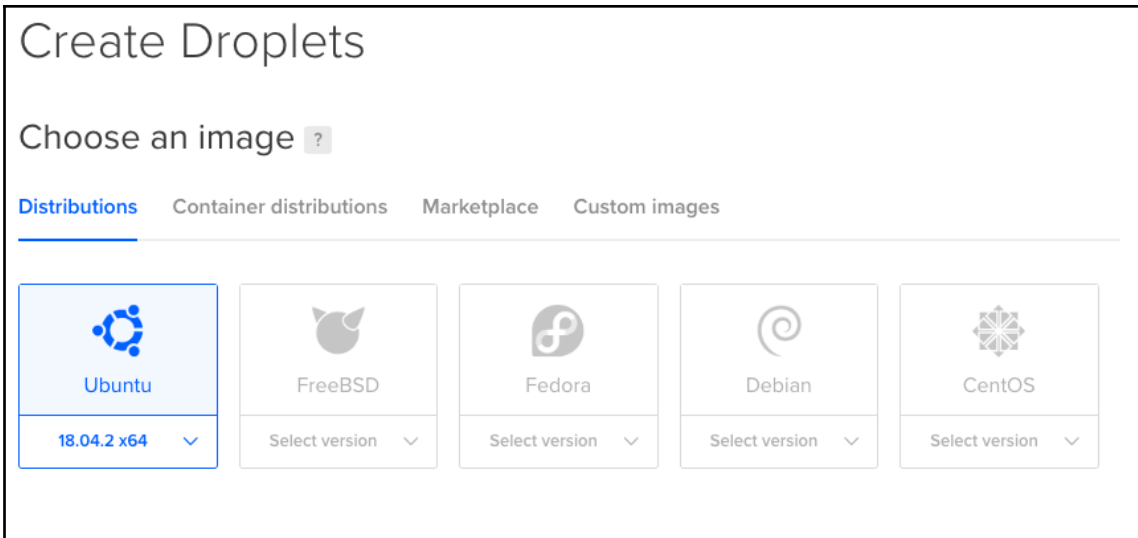 Create Droplets
Choose an image ?
Distributions Container distributions Marketplace Custom images
Ubuntu FreeBSD Fedora Debian CentOS
18.04.2 x64 Select version Select version Select version Select version